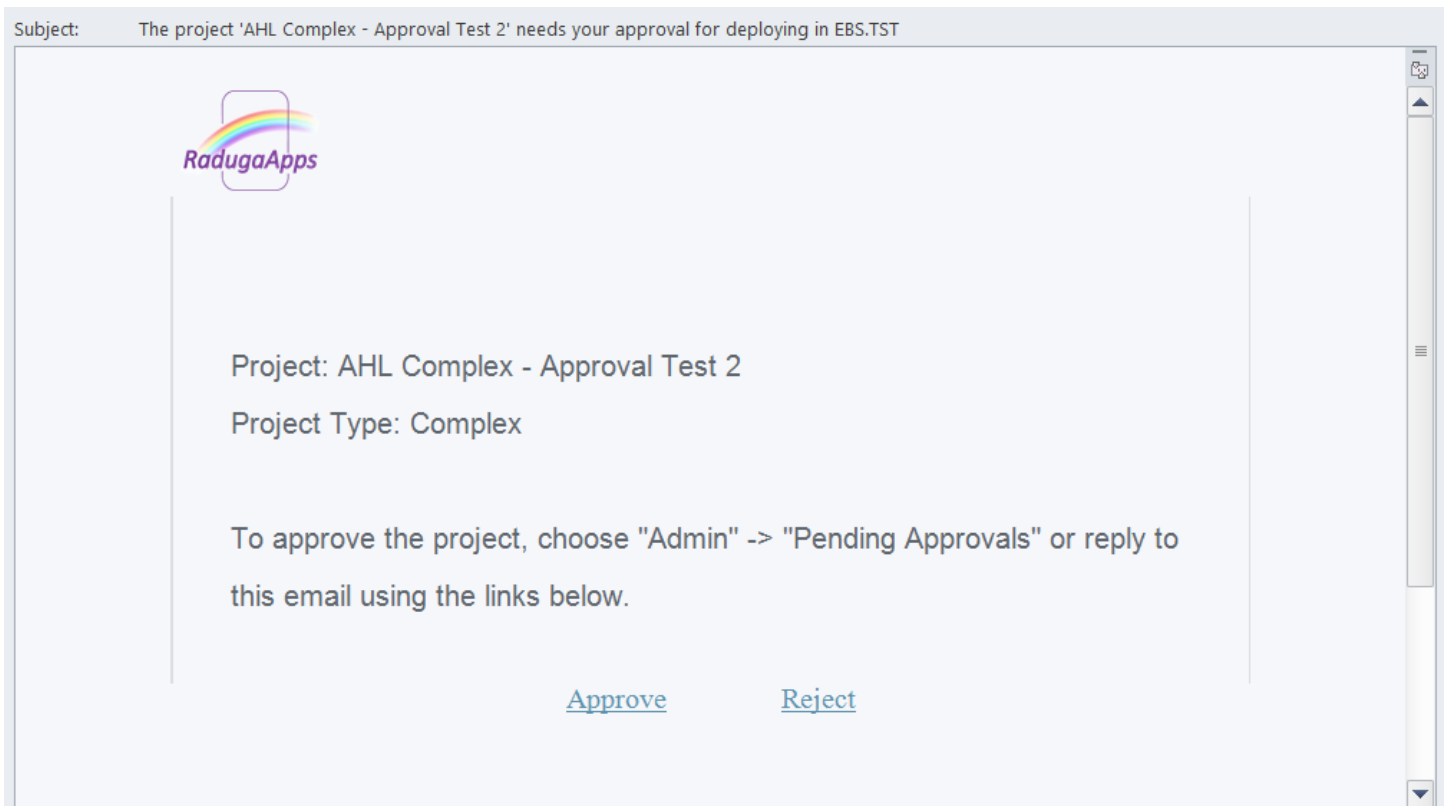 Subject: The project 'AHL Complex - Approval Test 2' needs your approval for deploying in EBS.TST
RadugaApps
Project: AHL Complex - Approval Test 2
Project Type: Complex
To approve the project, choose "Admin" -> "Pending Approvals" or reply to
this email using the links below.
Approve Reject